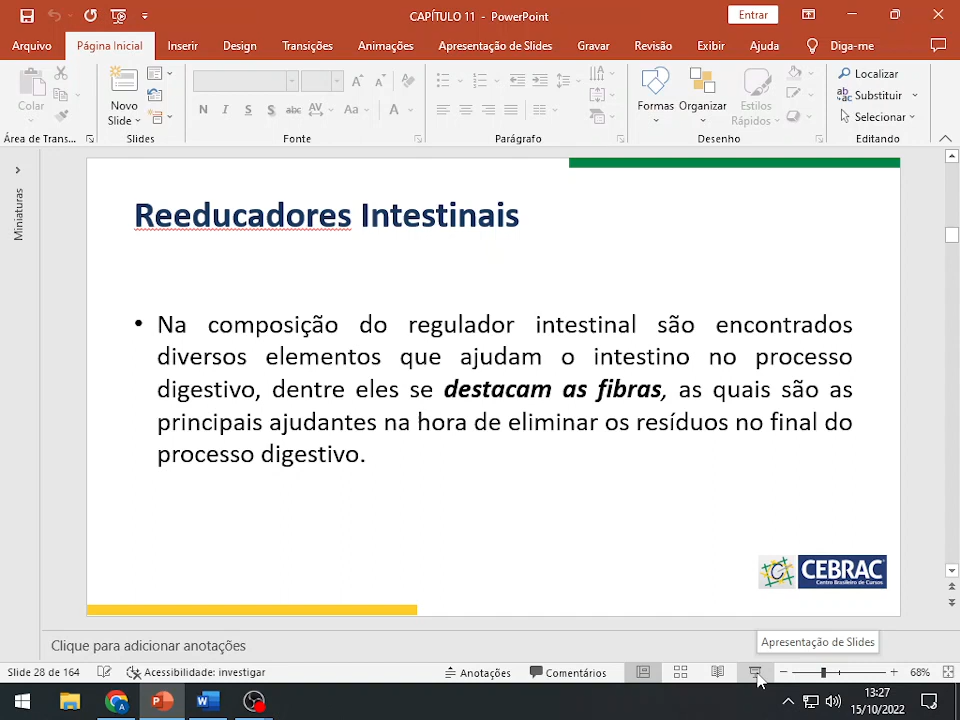 CAPÍTULO 11 - PowerPoint
Entrar
Arquivo
Página Inicial
Inserir
Design
Transições
Animações
Apresentação de Slides
Gravar
Revisão
Exibir
Ajuda
Diga-me
Colar
Novo
Slide
Formas
Organizar
Estilos
Rápidos
Localizar
Substituir
Selecionar
N
I
S
S
abc
AV
Aa
A
Área de Trans...
Slides
Fonte
Parágrafo
Desenho
Editando
Miniaturas
Reeducadores Intestinais
• Na composição do regulador intestinal são encontrados
diversos elementos que ajudam o intestino no processo
digestivo, dentre eles se destacam as fibras, as quais são as
principais ajudantes na hora de eliminar os resíduos no final do
processo digestivo.
CEBRAC
Centro Brasileiro de Cursos
Clique para adicionar anotações
Apresentação de Slides
Slide 28 de 164
Acessibilidade: investigar
Anotações
Comentários
68%
13:27
15/10/2022